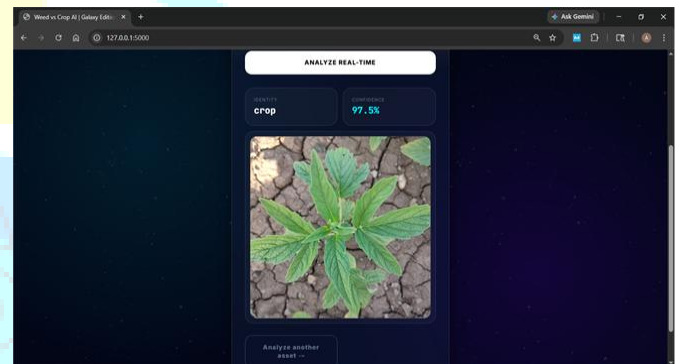 Weed vs Crop AI | Galaxy Editio
Ask Gemini
127.0.0.1:5000
ANALYZE REAL-TIME
IDENTITY
CONFIDENCE
crop
97.5%
Analyze another
asset →